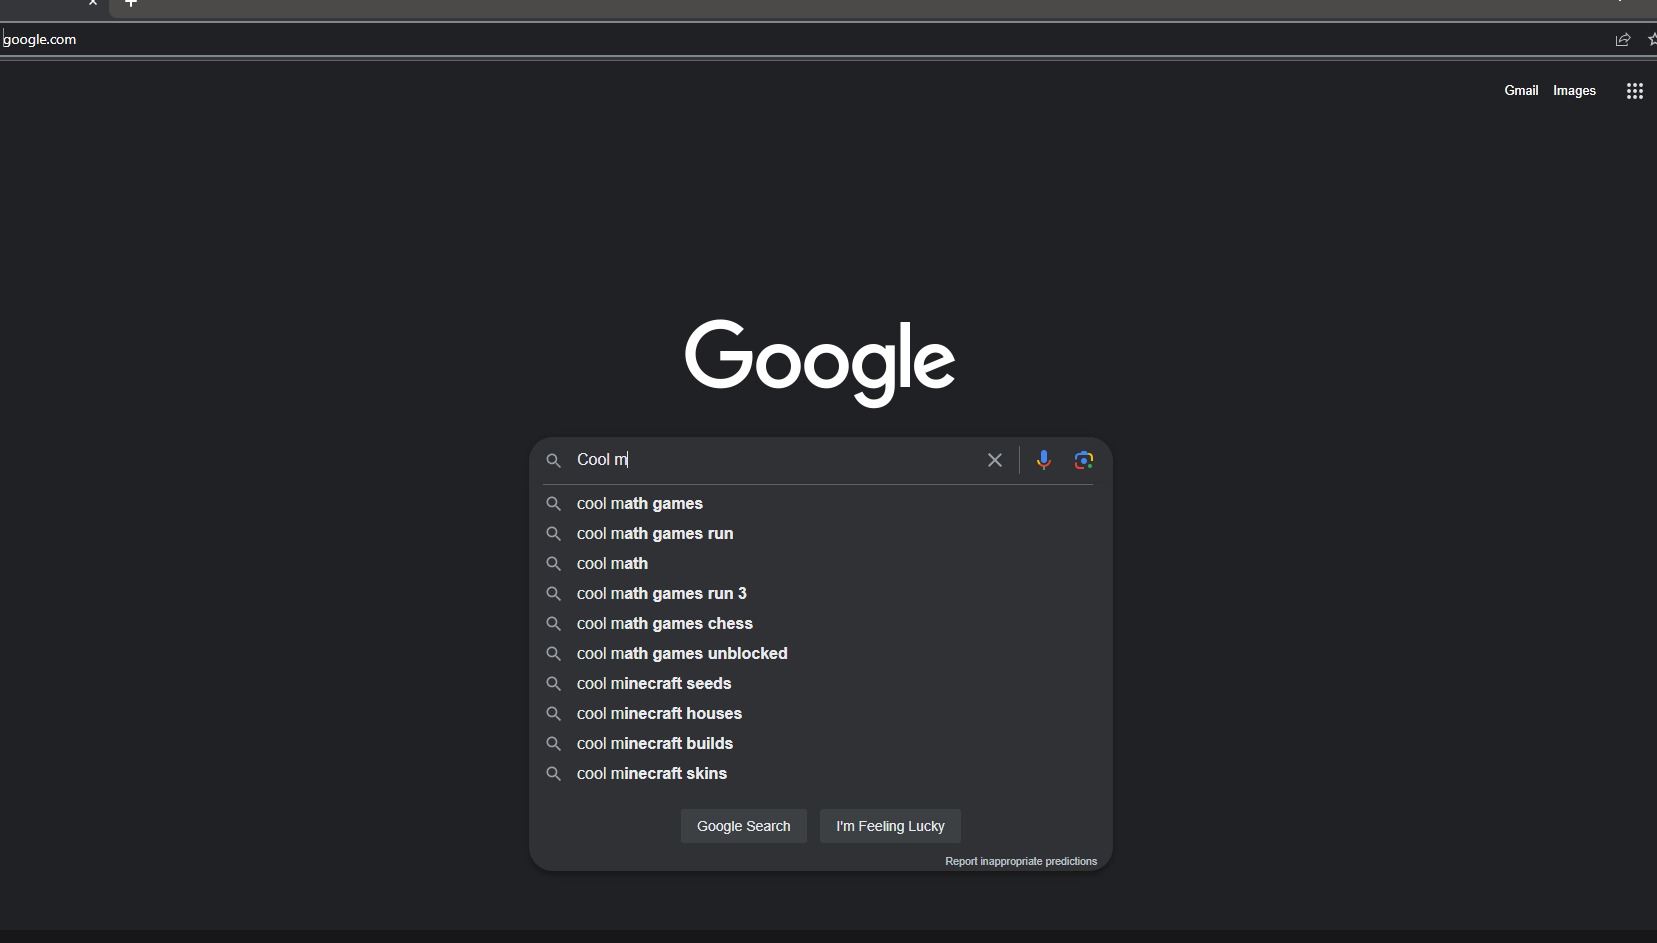 google.com
Gmail Images
Google
Cool m
cool math games
cool math games run
cool math
cool math games run 3
cool math games chess
cool math games unblocked
cool minecraft seeds
cool minecraft houses
cool minecraft builds
cool minecraft skins
Google Search I'm Feeling Lucky
Report inappropriate predictions